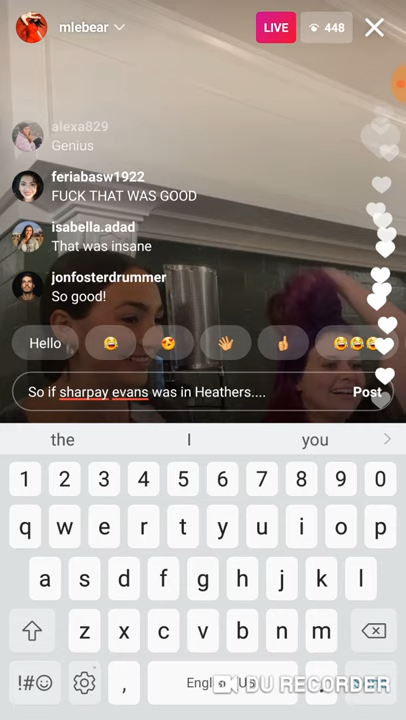 mlebear
LIVE
448
alexa829
Genius
feriabasw1922
FUCK THAT WAS GOOD
isabella.adad
That was insane
jonfosterdrummer
So good!
Hello
So if sharpay evans was in Heathers....
Post
the I you
1 2 3 4 5 6 7 8 9 0
q w e r t y u i o p
a s d f g h j k l
z x c v b n m
!#☺ , .
DU RECORDER